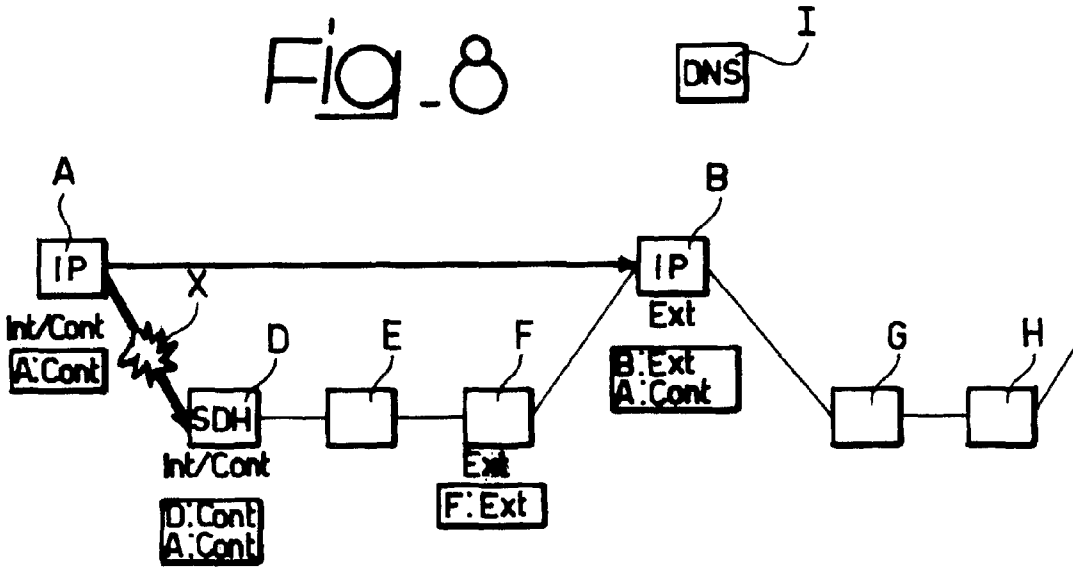 Fig_8
I
DNS
A
B
IP
IP
X
Int/Cont
A:Cont
Ext
B:Ext
A:Cont
D
E
F
G
H
SDH
Int/Cont
D:Cont
A:Cont
Ext
F:Ext